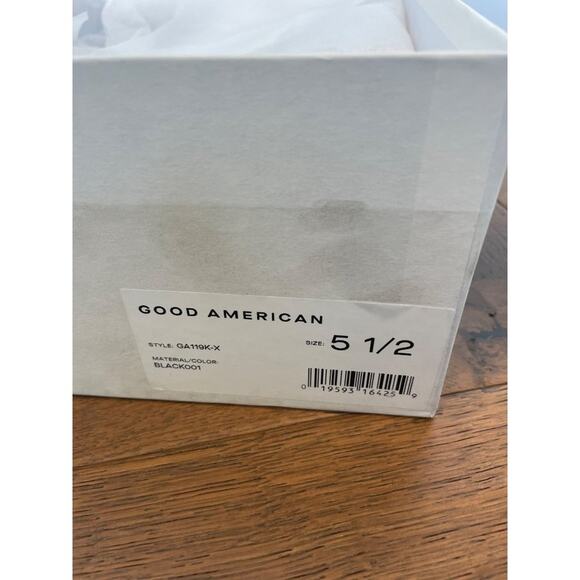 GOOD AMERICAN
STYLE: GA119K-X
SIZE: 5 1/2
MATERIAL/COLOR:
BLACK001
0 19593 16425 9